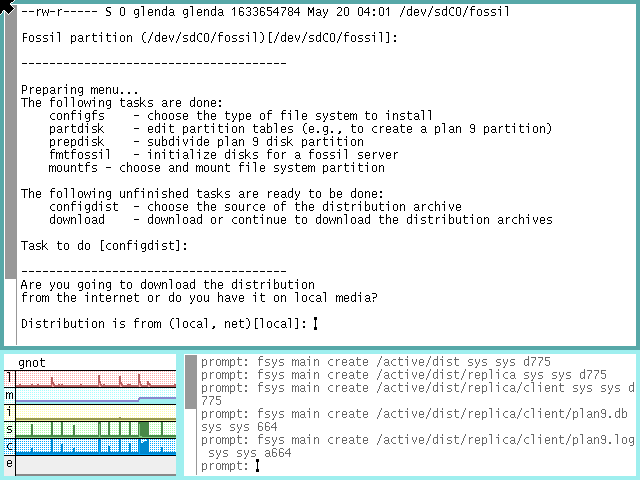 --rw-r----- S 0 glenda glenda 1633654784 May 20 04:01 /dev/sdC0/fossil
Fossil partition (/dev/sdC0/fossil)[/dev/sdC0/fossil]:
--------------------------------------
Preparing menu...
The following tasks are done:
configfs - choose the type of file system to install
partdisk - edit partition tables (e.g., to create a plan 9 partition)
prepdisk - subdivide plan 9 disk partition
fmtfossil - initialize disks for a fossil server
mountfs - choose and mount file system partition
The following unfinished tasks are ready to be done:
configdist - choose the source of the distribution archive
download - download or continue to download the distribution archives
Task to do [configdist]:
--------------------------------------
Are you going to download the distribution
from the internet or do you have it on local media?
Distribution is from (local, net)[local]:
gnot
l
m
i
s
c
e
prompt: fsys main create /active/dist sys sys d775
prompt: fsys main create /active/dist/replica sys sys d775
prompt: fsys main create /active/dist/replica/client sys sys d
775
prompt: fsys main create /active/dist/replica/client/plan9.db
sys sys 664
prompt: fsys main create /active/dist/replica/client/plan9.log
sys sys a664
prompt: